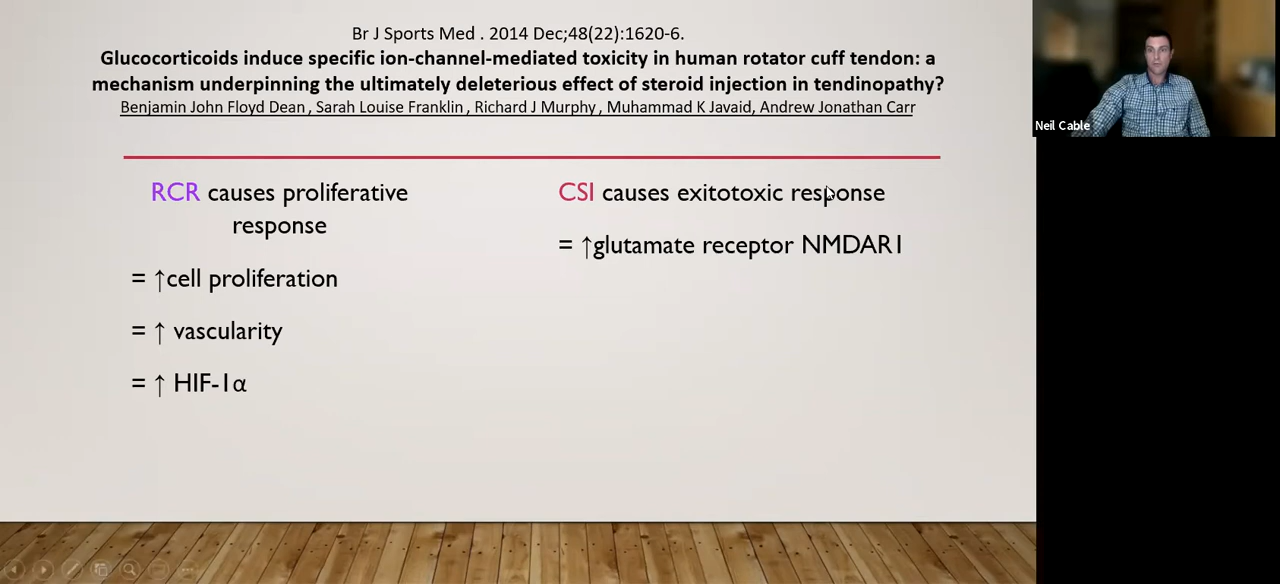 Br J Sports Med . 2014 Dec;48(22):1620-6.
Glucocorticoids induce specific ion-channel-mediated toxicity in human rotator cuff tendon: a
mechanism underpinning the ultimately deleterious effect of steroid injection in tendinopathy?
Benjamin John Floyd Dean , Sarah Louise Franklin , Richard J Murphy , Muhammad K Javaid, Andrew Jonathan Carr
Neil Cable
RCR causes proliferative
response
= ↑cell proliferation
= ↑ vascularity
= ↑ HIF-1α
CSI causes exitotoxic response
= ↑glutamate receptor NMDAR1